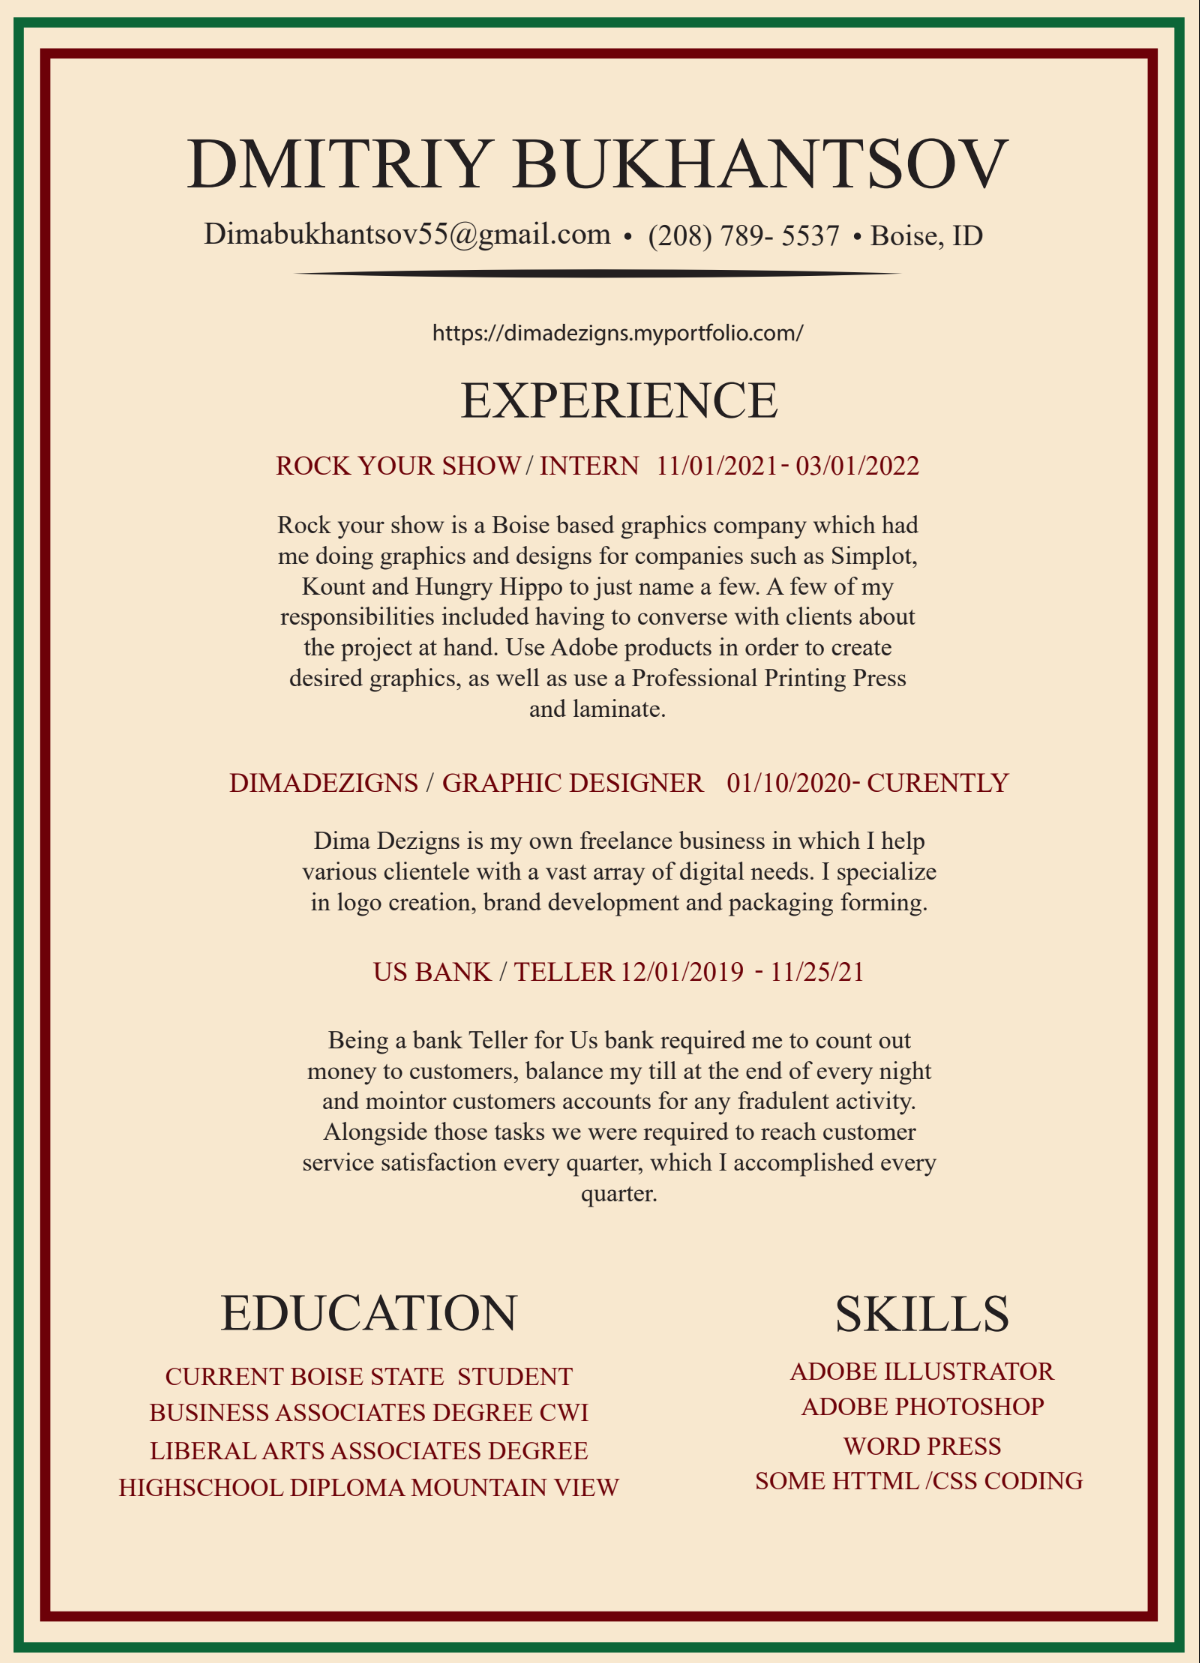 DMITRIY BUKHANTSOV
Dimabukhantsov55@gmail.com • (208) 789- 5537 • Boise, ID
https://dimadezigns.myportfolio.com/
EXPERIENCE
ROCK YOUR SHOW / INTERN 11/01/2021- 03/01/2022
Rock your show is a Boise based graphics company which had
me doing graphics and designs for companies such as Simplot,
Kount and Hungry Hippo to just name a few. A few of my
responsibilities included having to converse with clients about
the project at hand. Use Adobe products in order to create
desired graphics, as well as use a Professional Printing Press
and laminate.
DIMADEZIGNS / GRAPHIC DESIGNER 01/10/2020- CURENTLY
Dima Dezigns is my own freelance business in which I help
various clientele with a vast array of digital needs. I specialize
in logo creation, brand development and packaging forming.
US BANK / TELLER 12/01/2019 - 11/25/21
Being a bank Teller for Us bank required me to count out
money to customers, balance my till at the end of every night
and mointor customers accounts for any fradulent activity.
Alongside those tasks we were required to reach customer
service satisfaction every quarter, which I accomplished every
quarter.
EDUCATION
CURRENT BOISE STATE STUDENT
BUSINESS ASSOCIATES DEGREE CWI
LIBERAL ARTS ASSOCIATES DEGREE
HIGHSCHOOL DIPLOMA MOUNTAIN VIEW
SKILLS
ADOBE ILLUSTRATOR
ADOBE PHOTOSHOP
WORD PRESS
SOME HTTML /CSS CODING